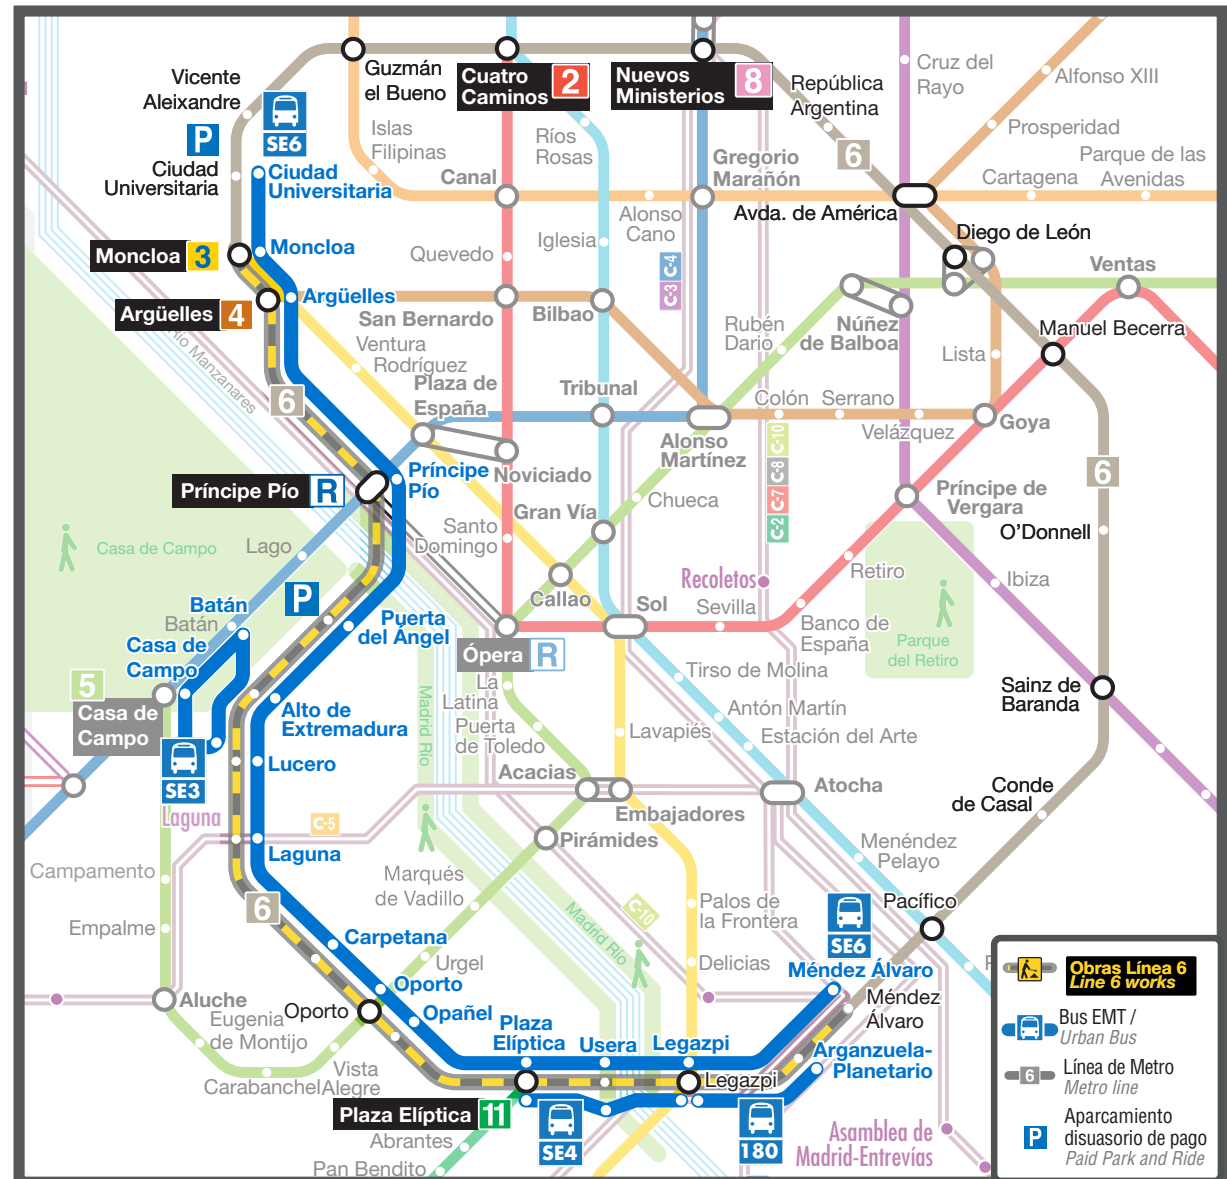 Vicente
Aleixandre
P
SE6
Ciudad
Universitaria
Ciudad
Universitaria
Guzmán
el Bueno
Cuatro
Caminos
2
Nuevos
Ministerios
8
República
Argentina
6
Cruz del
Rayo
Alfonso XIII
Prosperidad
Parque de las
Avenidas
Cartagena
Islas
Filipinas
Ríos
Rosas
Canal
Gregorio
Marañón
Avda. de América
Alonso
Cano
Diego de León
Moncloa 3
Moncloa
Quevedo
Iglesia
C-4
C-3
Ventas
Argüelles 4
Argüelles
San Bernardo
Bilbao
Rubén
Dario
Núñez
de Balboa
Manuel Becerra
Lista
Río Manzanares
Ventura
Rodríguez
6
Plaza de
España
Tribunal
Colón
Serrano
Velázquez
Goya
Alonso
Martínez
C-10
C-8
C-7
C-2
6
Príncipe Pío R
Príncipe
Pío
Noviciado
Chueca
Príncipe de
Vergara
O'Donnell
Gran Vía
Santo
Domingo
Casa de Campo
Lago
P
Callao
Recoletos
Sol
Sevilla
Retiro
Ibiza
Banco de
España
Parque
del Retiro
Batán
Batán
Casa de
Campo
Puerta
del Ángel
Ópera R
5
Casa de
Campo
SE3
Alto de
Extremadura
Madrid Río
La
Latina
Puerta
de Toledo
Tirso de Molina
Antón Martín
Estación del Arte
Sainz de
Baranda
Lucero
Lavapiés
Acacias
Embajadores
Atocha
Conde
de Casal
Laguna
C-5
Laguna
Pirámides
Menéndez
Pelayo
Campamento
Marqués
de Vadillo
Empalme
6
Palos de
la Frontera
SE6
Pacífico
C-10
Madrid Río
Carpetana
Urgel
Delicias
Méndez Álvaro
Aluche
Eugenia
de Montijo
Oporto
Oporto
Opañel
Méndez
Álvaro
Plaza
Elíptica
Usera
Legazpi
Arganzuela-
Planetario
Vista
Alegre
Carabanchel
Legazpi
Plaza Elíptica 11
SE4
180
Abrantes
Pan Bendito
Asamblea de
Madrid-Entrevías
Obras Línea 6
Line 6 works
Bus EMT /
Urban Bus
6
Línea de Metro
Metro line
P
Aparcamiento
disuasorio de pago
Paid Park and Ride